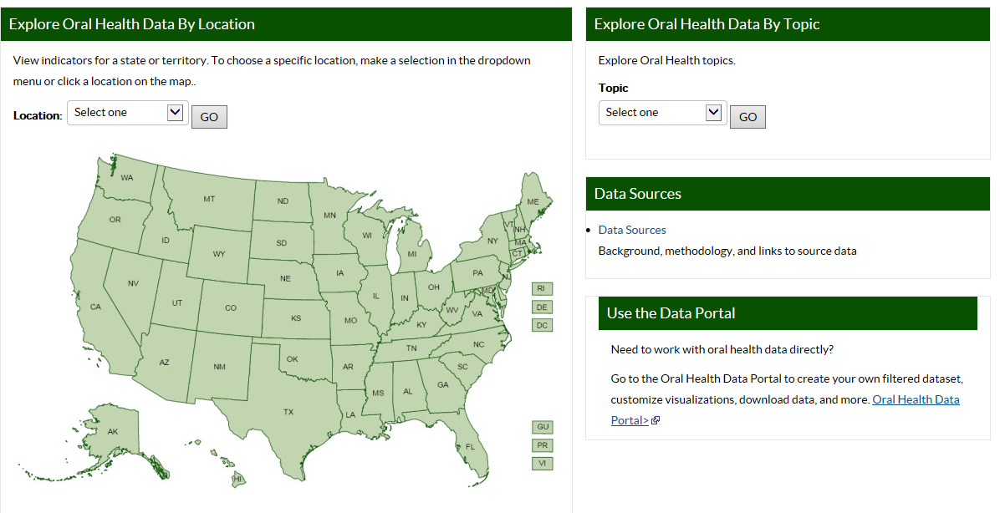 Explore Oral Health Data By Location
View indicators for a state or territory. To choose a specific location, make a selection in the dropdown
menu or click a location on the map..
Location: Select one GO
WA
MT
ND
MN
ME
OR
ID
WY
SD
WI
MI
NY
VT
NH
MA
CT
NV
UT
CO
NE
IA
IL
IN
OH
PA
NJ
MD
RI
DE
DC
CA
KS
MO
KY
WV
VA
AZ
NM
OK
AR
TN
NC
SC
TX
LA
MS
AL
GA
FL
AK
HI
GU
PR
VI
Explore Oral Health Data By Topic
Explore Oral Health topics.
Topic
Select one GO
Data Sources
Data Sources
Background, methodology, and links to source data
Use the Data Portal
Need to work with oral health data directly?
Go to the Oral Health Data Portal to create your own filtered dataset,
customize visualizations, download data, and more. Oral Health Data
Portal>